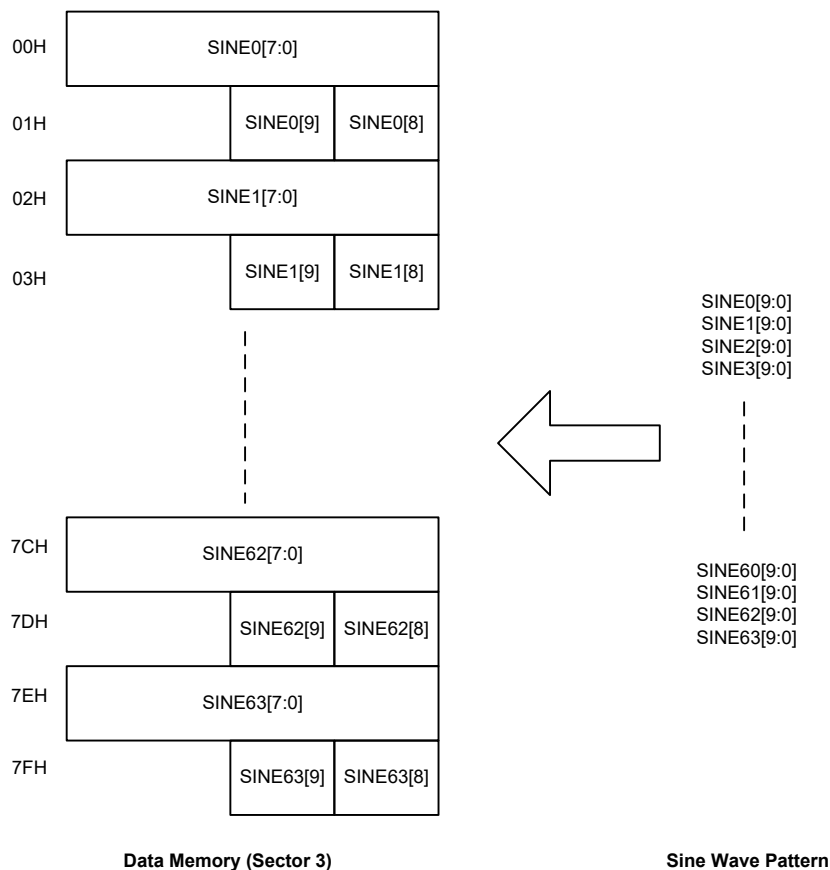 00H
SINE0[7:0]
01H
SINE0[9]
SINE0[8]
02H
SINE1[7:0]
03H
SINE1[9]
SINE1[8]
7CH
SINE62[7:0]
7DH
SINE62[9]
SINE62[8]
7EH
SINE63[7:0]
7FH
SINE63[9]
SINE63[8]
Data Memory (Sector 3)
SINE0[9:0]
SINE1[9:0]
SINE2[9:0]
SINE3[9:0]
SINE60[9:0]
SINE61[9:0]
SINE62[9:0]
SINE63[9:0]
Sine Wave Pattern